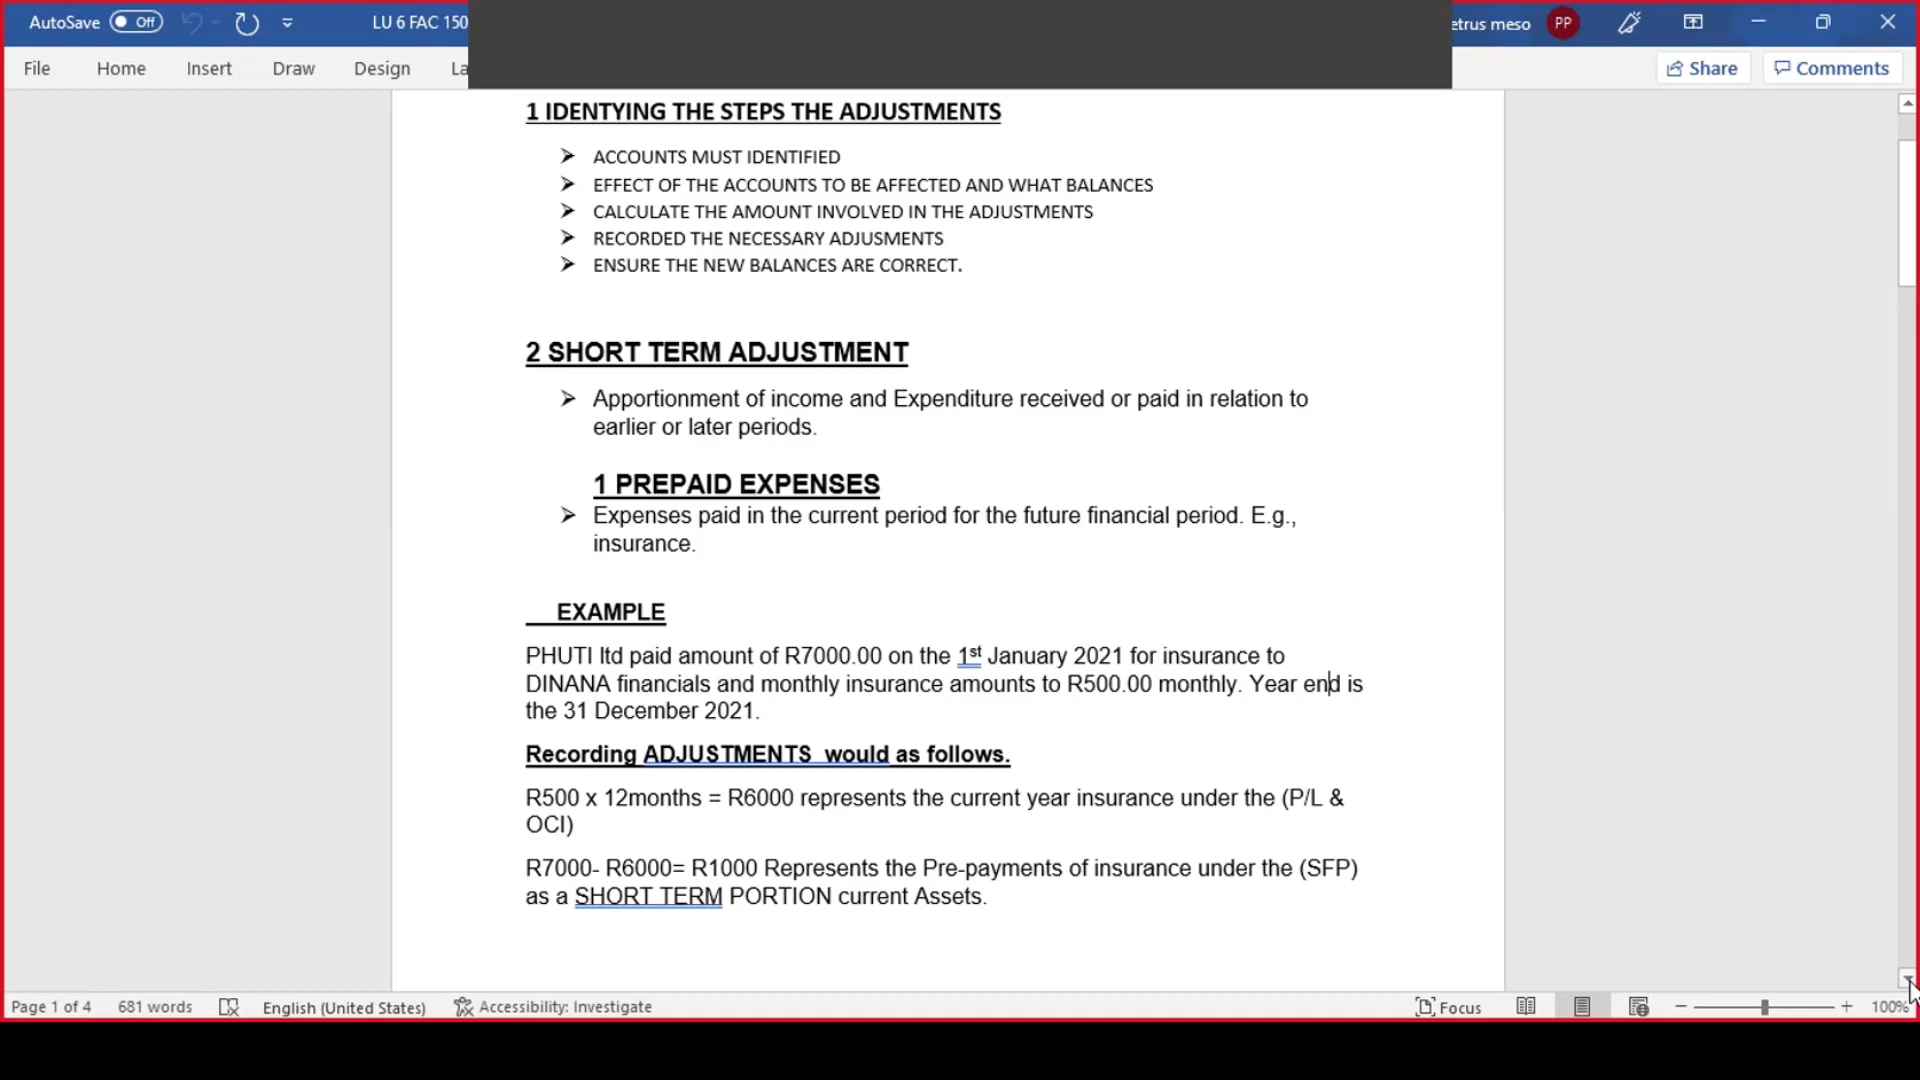 AutoSave Off LU 6 FAC 150 etrus meso PP
File Home Insert Draw Design La Share Comments
1 IDENTYING THE STEPS THE ADJUSTMENTS
➢ ACCOUNTS MUST IDENTIFIED
➢ EFFECT OF THE ACCOUNTS TO BE AFFECTED AND WHAT BALANCES
➢ CALCULATE THE AMOUNT INVOLVED IN THE ADJUSTMENTS
➢ RECORDED THE NECESSARY ADJUSMENTS
➢ ENSURE THE NEW BALANCES ARE CORRECT.
2 SHORT TERM ADJUSTMENT
➢ Apportionment of income and Expenditure received or paid in relation to
earlier or later periods.
1 PREPAID EXPENSES
➢ Expenses paid in the current period for the future financial period. E.g.,
insurance.
EXAMPLE
PHUTI ltd paid amount of R7000.00 on the 1st January 2021 for insurance to
DINANA financials and monthly insurance amounts to R500.00 monthly. Year end is
the 31 December 2021.
Recording ADJUSTMENTS would as follows.
R500 x 12months = R6000 represents the current year insurance under the (P/L &
OCI)
R7000- R6000= R1000 Represents the Pre-payments of insurance under the (SFP)
as a SHORT TERM PORTION current Assets.
Page 1 of 4 681 words English (United States) Accessibility: Investigate Focus 100%